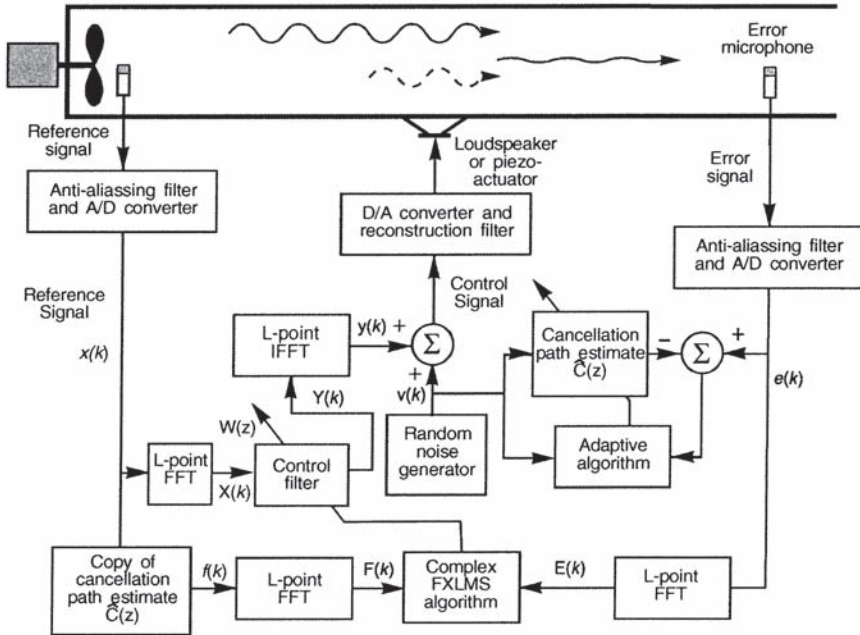 Error
microphone
Reference
signal
Loudspeaker
or piezo-
actuator
Error
signal
Anti-aliassing filter
and A/D converter
D/A converter and
reconstruction filter
Anti-aliassing filter
and A/D converter
Reference
Signal
x(k)
Control
Signal
L-point
IFFT
y(k)
+
Σ
+
v(k)
Cancellation
path estimate
Ĉ(z)
−
Σ
+
e(k)
Y(k)
W(z)
Random
noise
generator
Adaptive
algorithm
L-point
FFT
X(k)
Control
filter
Copy of
cancellation
path estimate
Ĉ(z)
f(k)
L-point
FFT
F(k)
Complex
FXLMS
algorithm
E(k)
L-point
FFT